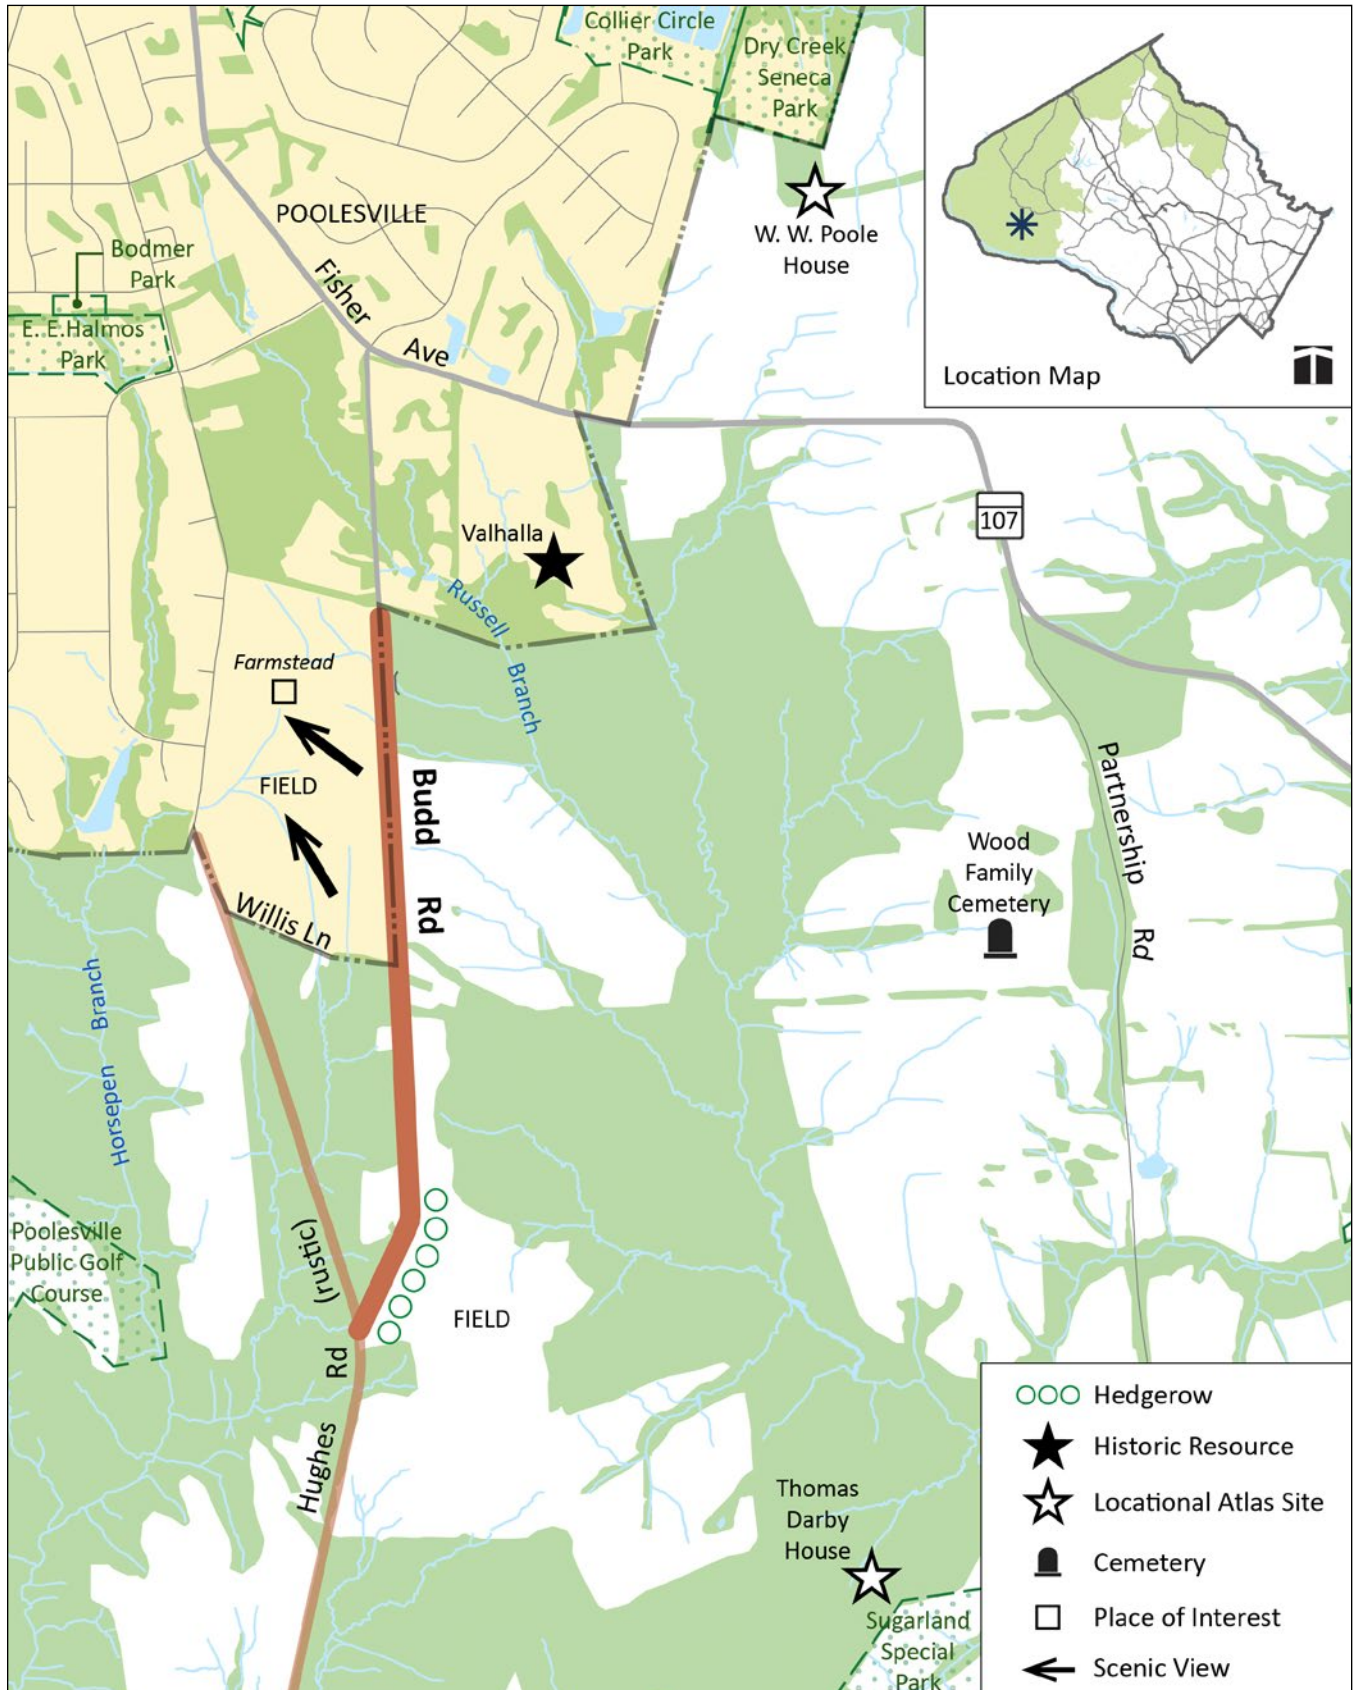 Collier Circle
Park
Dry Creek
Seneca
Park
POOLESVILLE
W. W. Poole
House
Location Map
Bodmer
Park
E. E.Halmos
Park
Fisher
Ave
107
Valhalla
Russell
Branch
Farmstead
FIELD
Budd
Rd
Partnership
Rd
Wood
Family
Cemetery
Willis Ln
Horsepen
Branch
Poolesville
Public Golf
Course
(rustic)
FIELD
Hughes
Rd
Thomas
Darby
House
Sugarland
Special
Park
Hedgerow
Historic Resource
Locational Atlas Site
Cemetery
Place of Interest
Scenic View